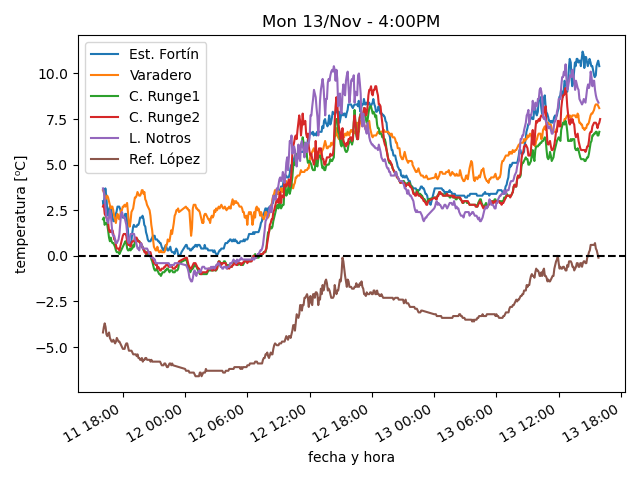 Mon 13/Nov - 4:00PM
temperatura [°C]
10.0
7.5
5.0
2.5
0.0
−2.5
−5.0
Est. Fortín
Varadero
C. Runge1
C. Runge2
L. Notros
Ref. López
11 18:00
12 00:00
12 06:00
12 12:00
12 18:00
13 00:00
13 06:00
13 12:00
13 18:00
fecha y hora